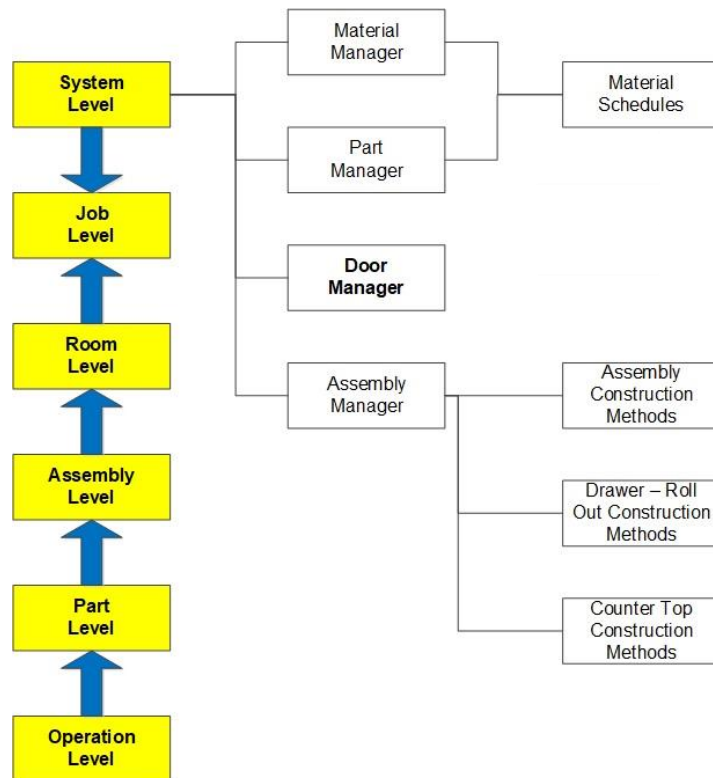 System
Level
Job
Level
Room
Level
Assembly
Level
Part
Level
Operation
Level
Material
Manager
Part
Manager
Door
Manager
Assembly
Manager
Material
Schedules
Assembly
Construction
Methods
Drawer – Roll
Out Construction
Methods
Counter Top
Construction
Methods